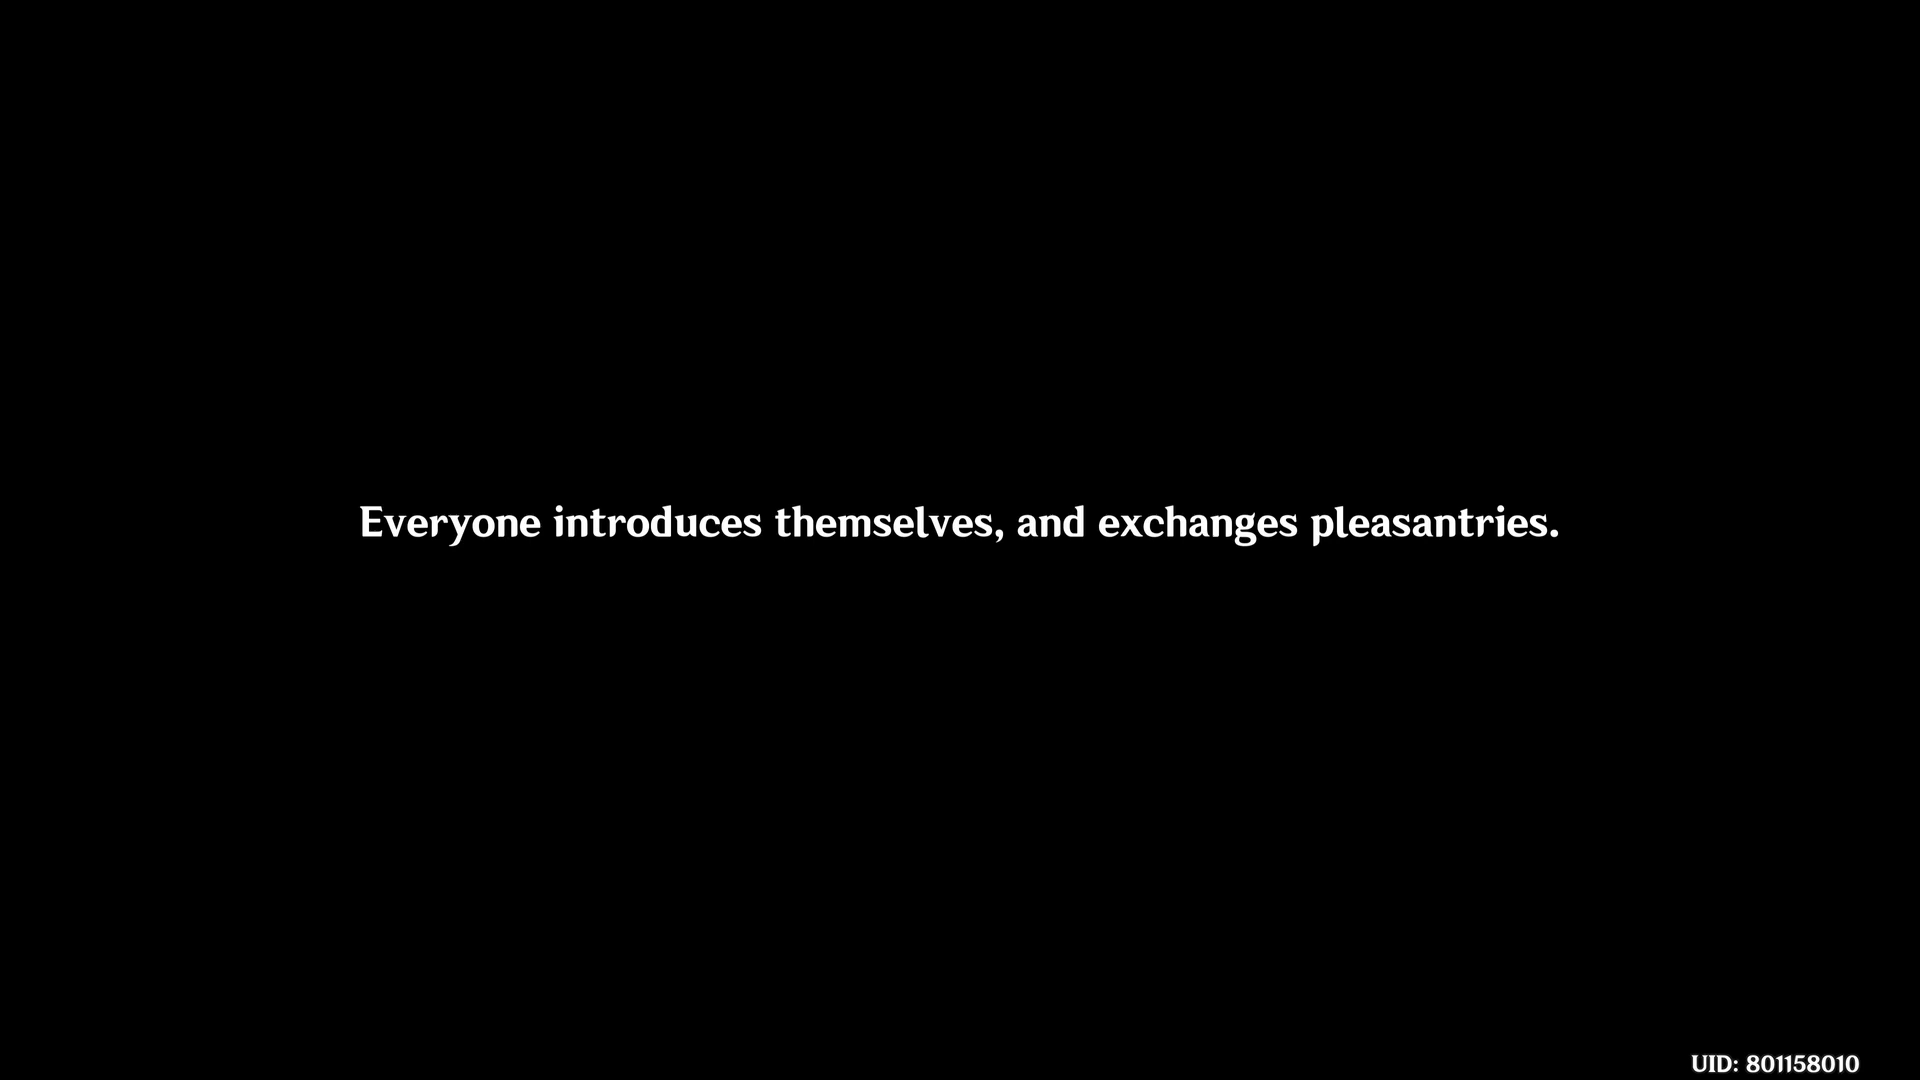 Everyone introduces themselves, and exchanges pleasantries.
UID: 801158010